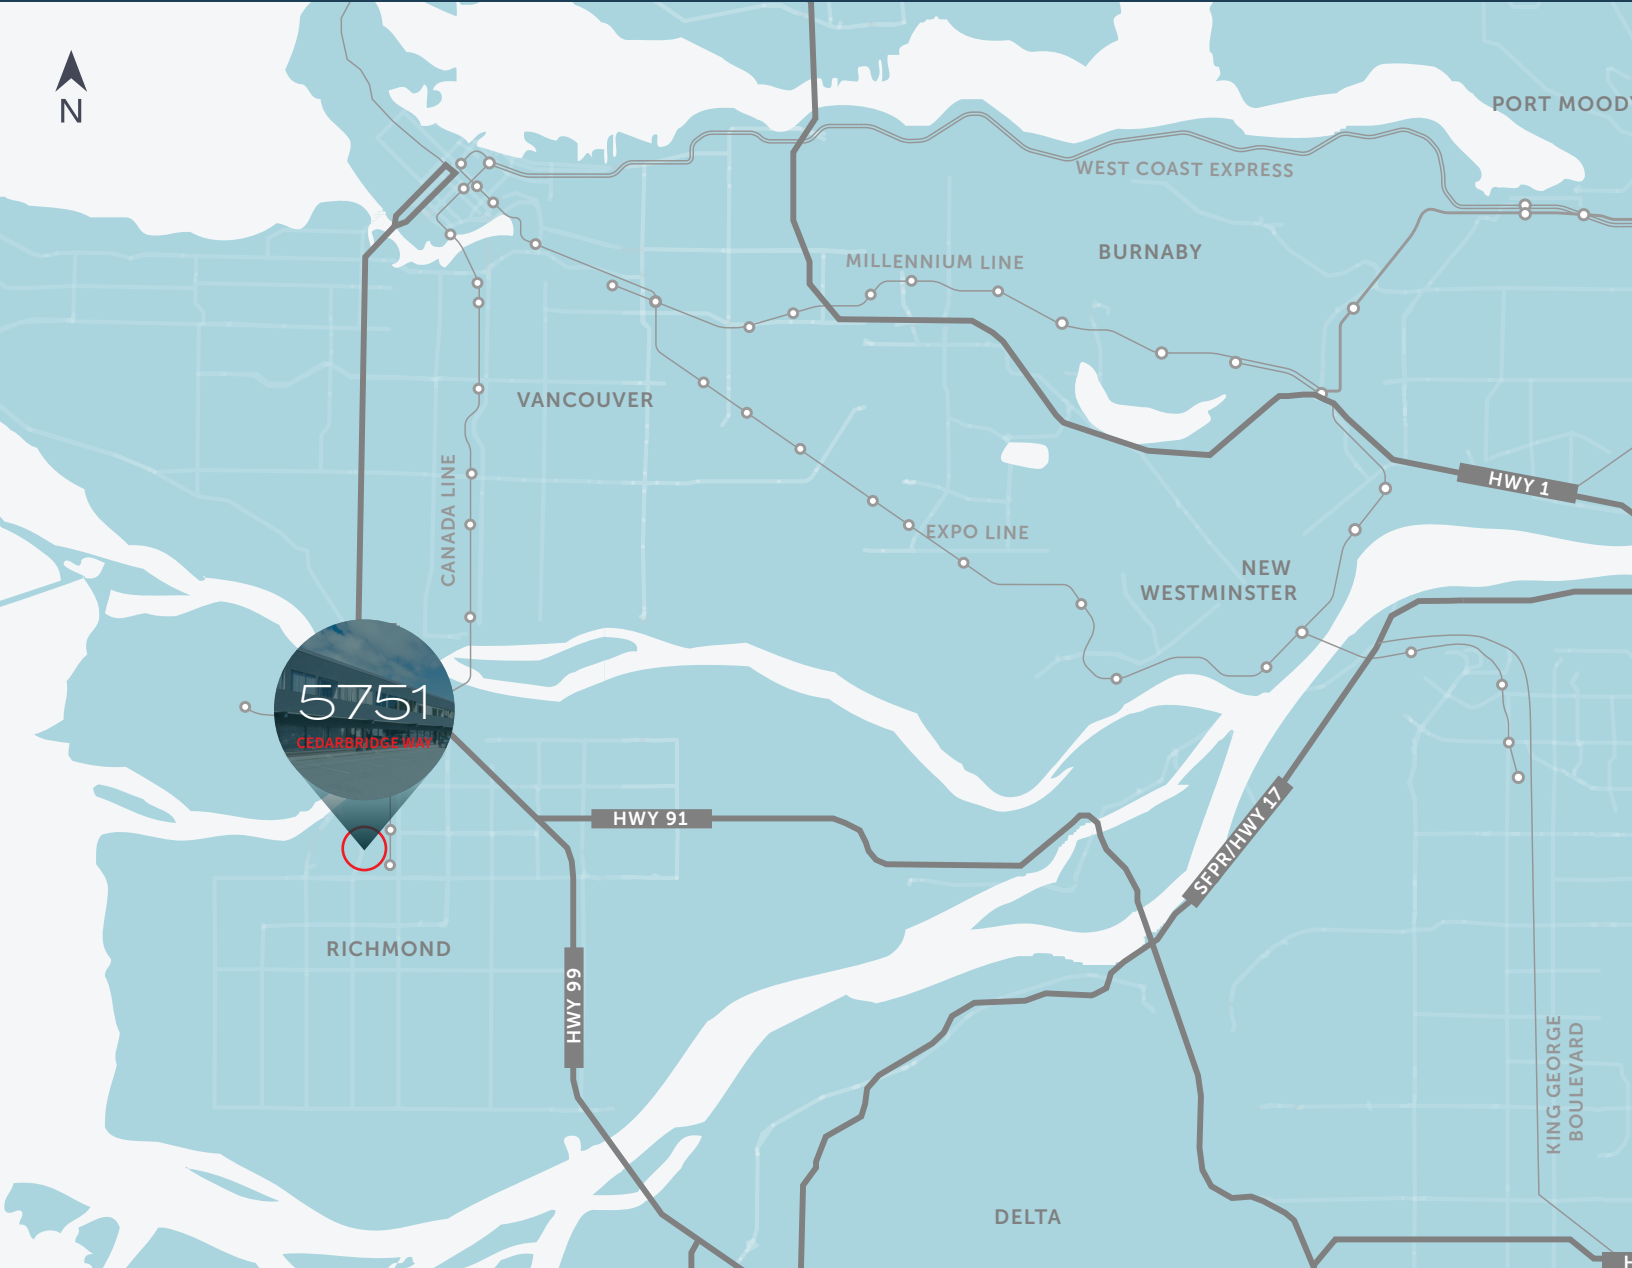 N
PORT MOODY
WEST COAST EXPRESS
BURNABY
MILLENNIUM LINE
VANCOUVER
CANADA LINE
HWY 1
EXPO LINE
NEW
WESTMINSTER
5751
CEDARBRIDGE WAY
HWY 91
SFPR/HWY 17
RICHMOND
HWY 99
KING GEORGE
BOULEVARD
DELTA
H